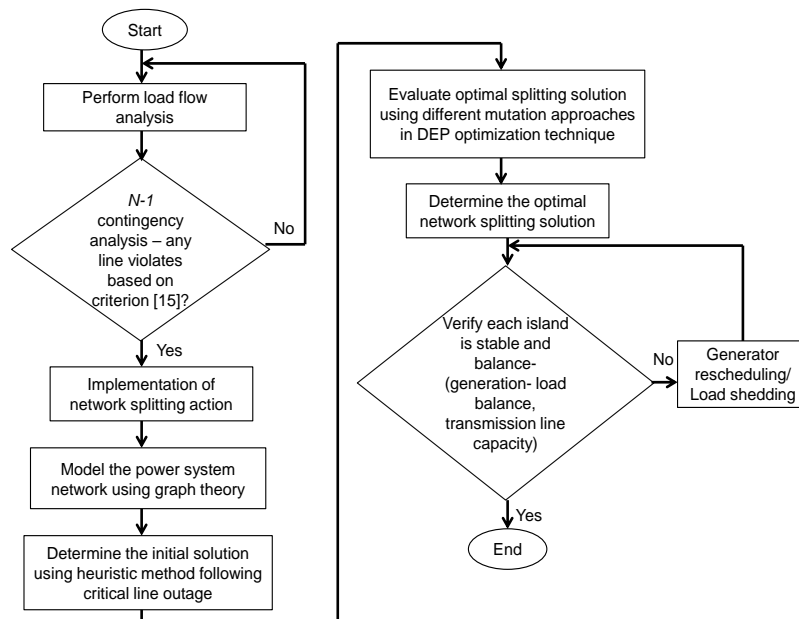 Start
Perform load flow
analysis
N-1
contingency
analysis – any
line violates
based on
criterion [15]?
No
Yes
Implementation of
network splitting action
Model the power system
network using graph theory
Determine the initial solution
using heuristic method following
critical line outage
Evaluate optimal splitting solution
using different mutation approaches
in DEP optimization technique
Determine the optimal
network splitting solution
Verify each island
is stable and
balance-
(generation- load
balance,
transmission line
capacity)
No
Generator
rescheduling/
Load shedding
Yes
End